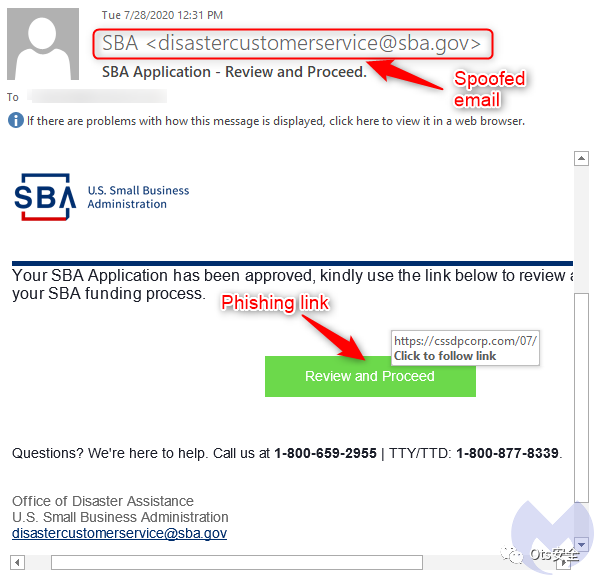 Tue 7/28/2020 12:31 PM
SBA <disastercustomerservice@sba.gov>
SBA Application - Review and Proceed.
Spoofed
email
To
If there are problems with how this message is displayed, click here to view it in a web browser.
SBA
U.S. Small Business
Administration
Your SBA Application has been approved, kindly use the link below to review a
your SBA funding process.
Phishing link
https://cssdpcorp.com/07/
Click to follow link
Review and Proceed
Questions? We're here to help. Call us at 1-800-659-2955 | TTY/TTD: 1-800-877-8339.
Office of Disaster Assistance
U.S. Small Business Administration
disastercustomerservice@sba.gov
Ots安全